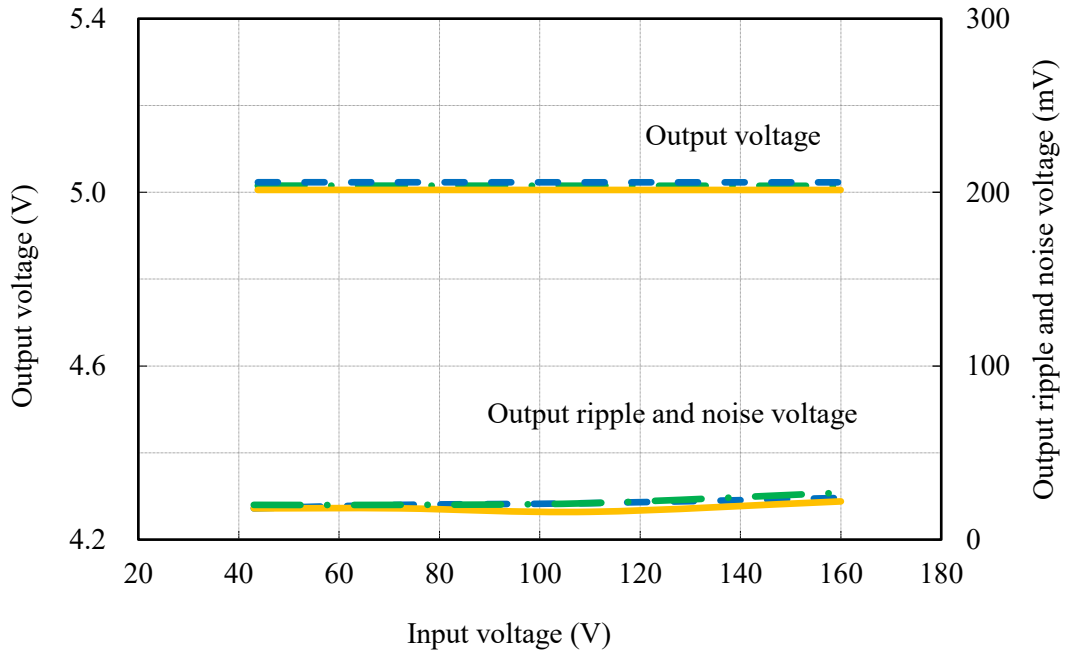 5.4
5.0
4.6
4.2
Output voltage (V)
300
200
100
0
Output ripple and noise voltage (mV)
Output voltage
Output ripple and noise voltage
20 40 60 80 100 120 140 160 180
Input voltage (V)